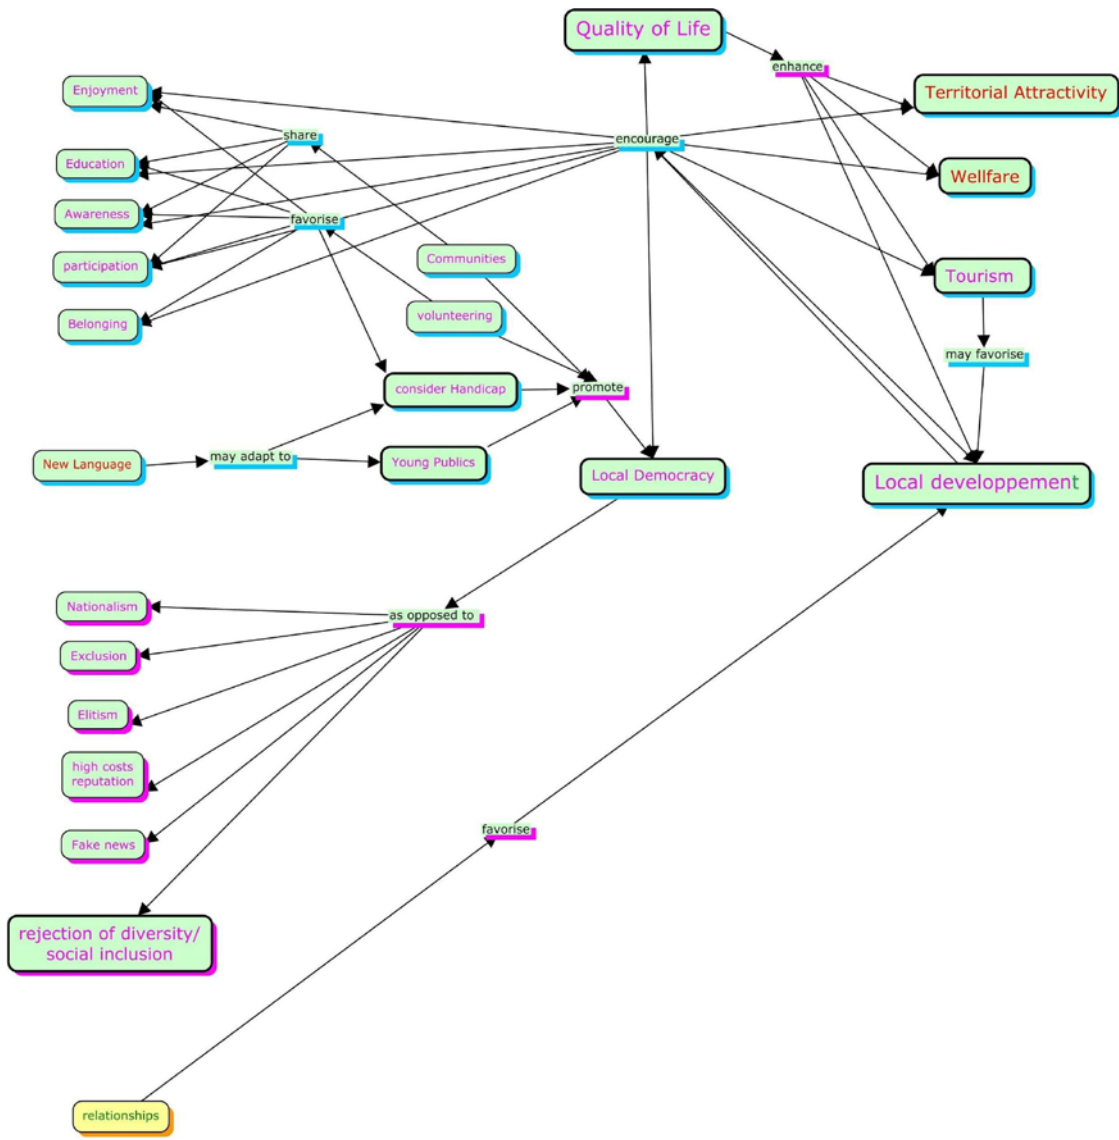 Quality of Life
enhance
Enjoyment
Territorial Attractivity
share
encourage
Education
Wellfare
Awareness
favorise
Communities
participation
Tourism
Belonging
volunteering
may favorise
consider Handicap
promote
New Language
may adapt to
Young Publics
Local Democracy
Local developpement
Nationalism
as opposed to
Exclusion
Elitism
high costs
reputation
Fake news
favorise
rejection of diversity/
social inclusion
relationships